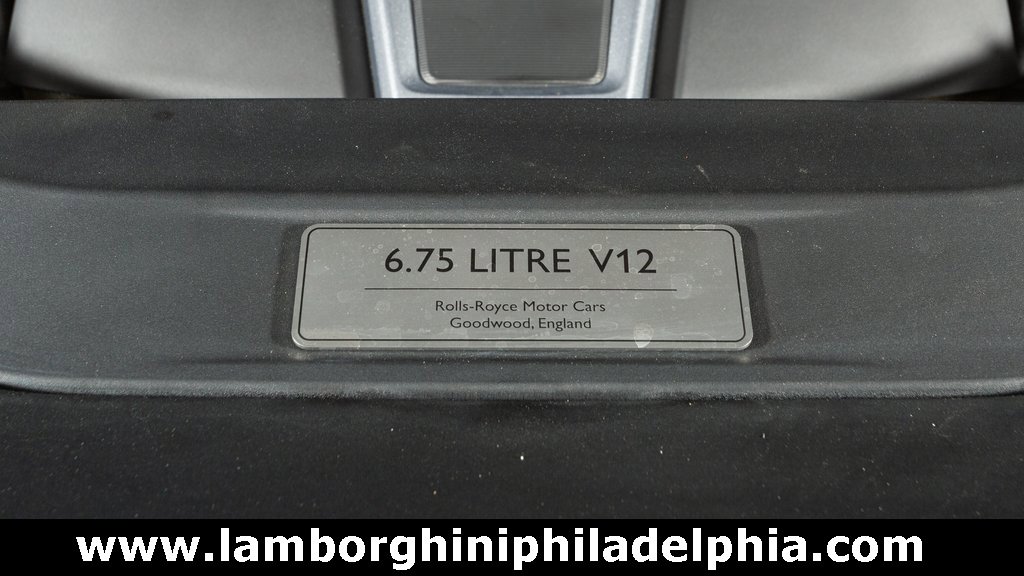 6.75 LITRE V12
Rolls-Royce Motor Cars
Goodwood, England
www.lamborghiniphiladelphia.com